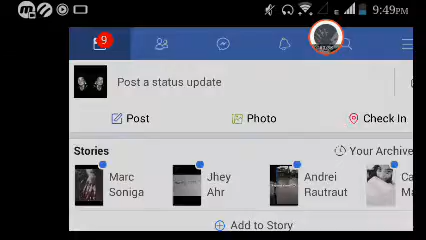 9:49PM
9
Post a status update
Post
Photo
Check In
Stories
Your Archive
Marc Soniga
Jhey Ahr
Andrei Rautraut
Add to Story